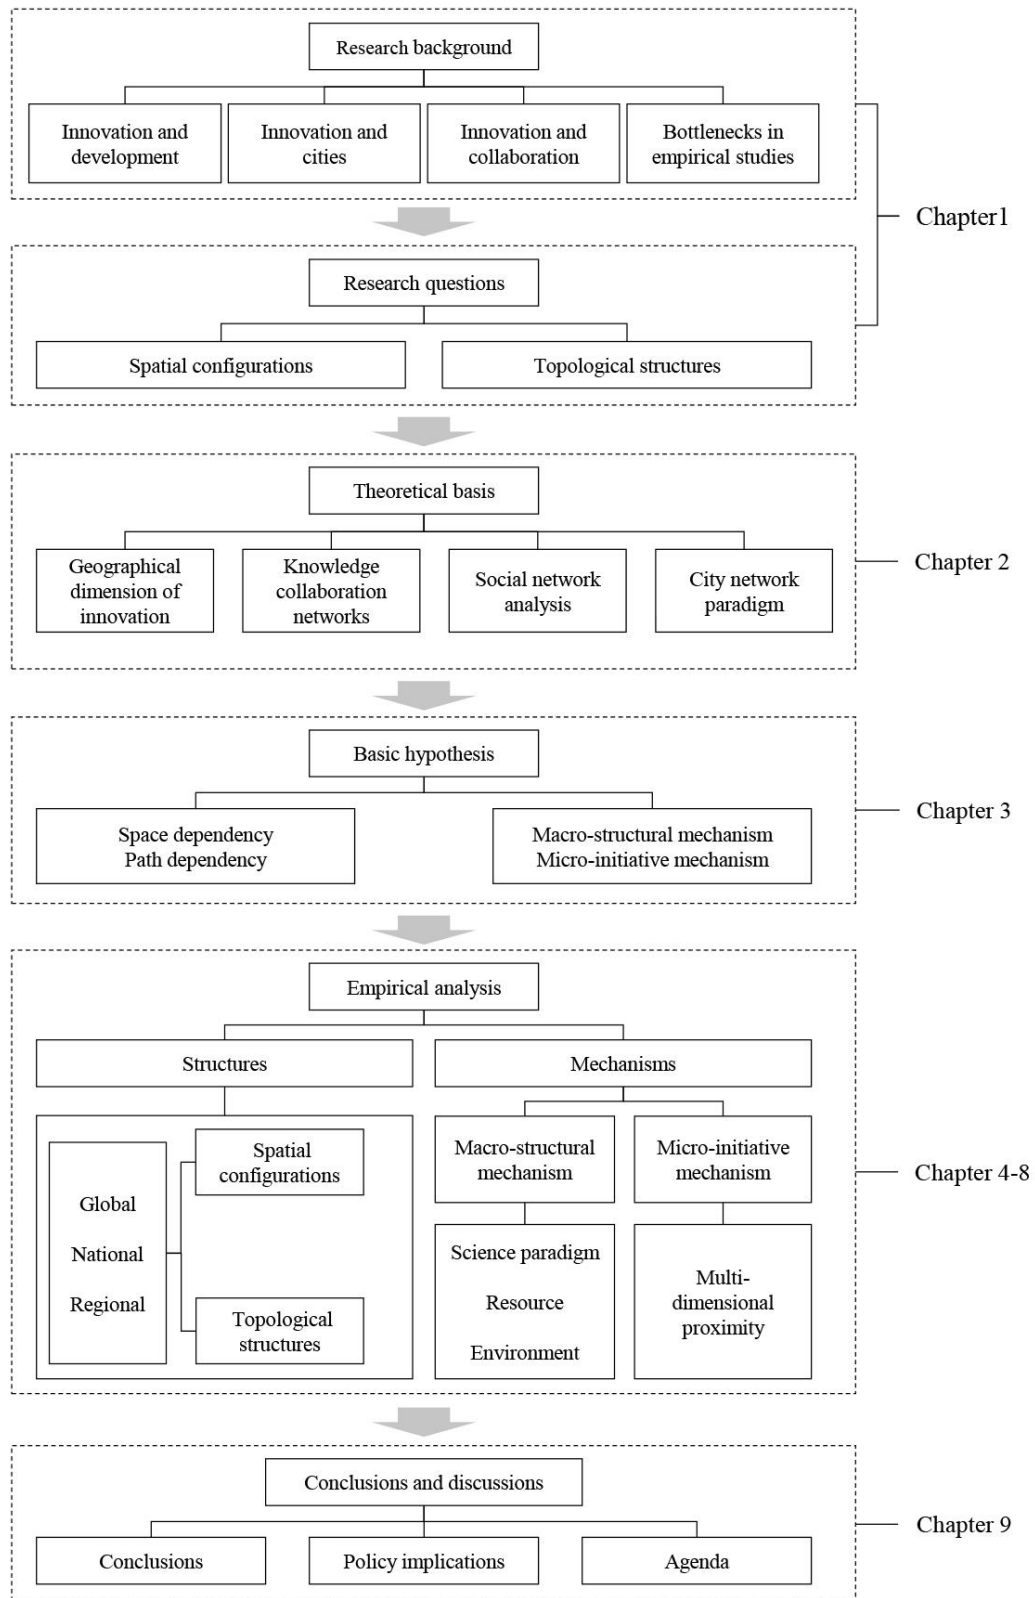 Research background
Innovation and
development
Innovation and
cities
Innovation and
collaboration
Bottlenecks in
empirical studies
Chapter1
Research questions
Spatial configurations
Topological structures
Theoretical basis
Geographical
dimension of
innovation
Knowledge
collaboration
networks
Social network
analysis
City network
paradigm
Chapter 2
Basic hypothesis
Space dependency
Path dependency
Macro-structural mechanism
Micro-initiative mechanism
Chapter 3
Empirical analysis
Structures
Global
National
Regional
Spatial
configurations
Topological
structures
Mechanisms
Macro-structural
mechanism
Science paradigm
Resource
Environment
Micro-initiative
mechanism
Multi-
dimensional
proximity
Chapter 4-8
Conclusions and discussions
Conclusions
Policy implications
Agenda
Chapter 9